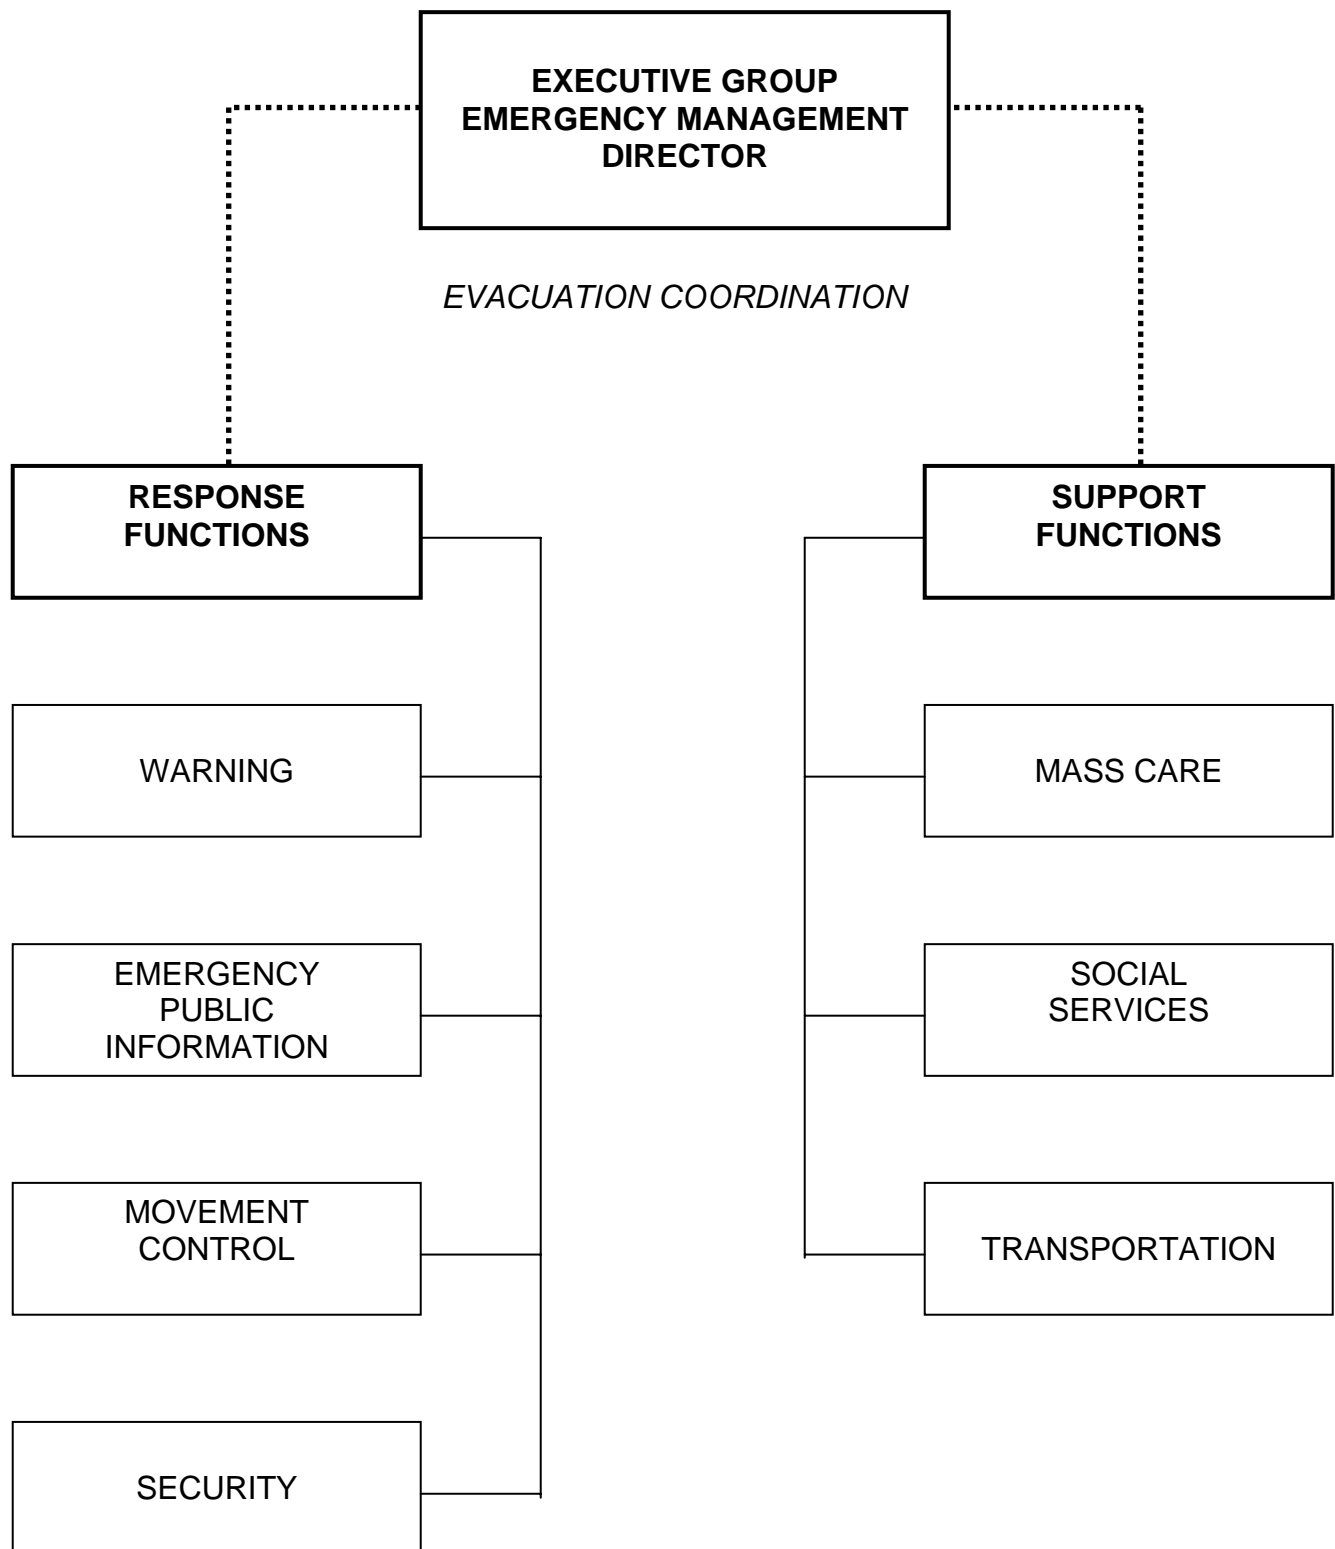 EXECUTIVE GROUP
EMERGENCY MANAGEMENT
DIRECTOR
EVACUATION COORDINATION
RESPONSE
FUNCTIONS
SUPPORT
FUNCTIONS
WARNING
MASS CARE
EMERGENCY
PUBLIC
INFORMATION
SOCIAL
SERVICES
MOVEMENT
CONTROL
TRANSPORTATION
SECURITY